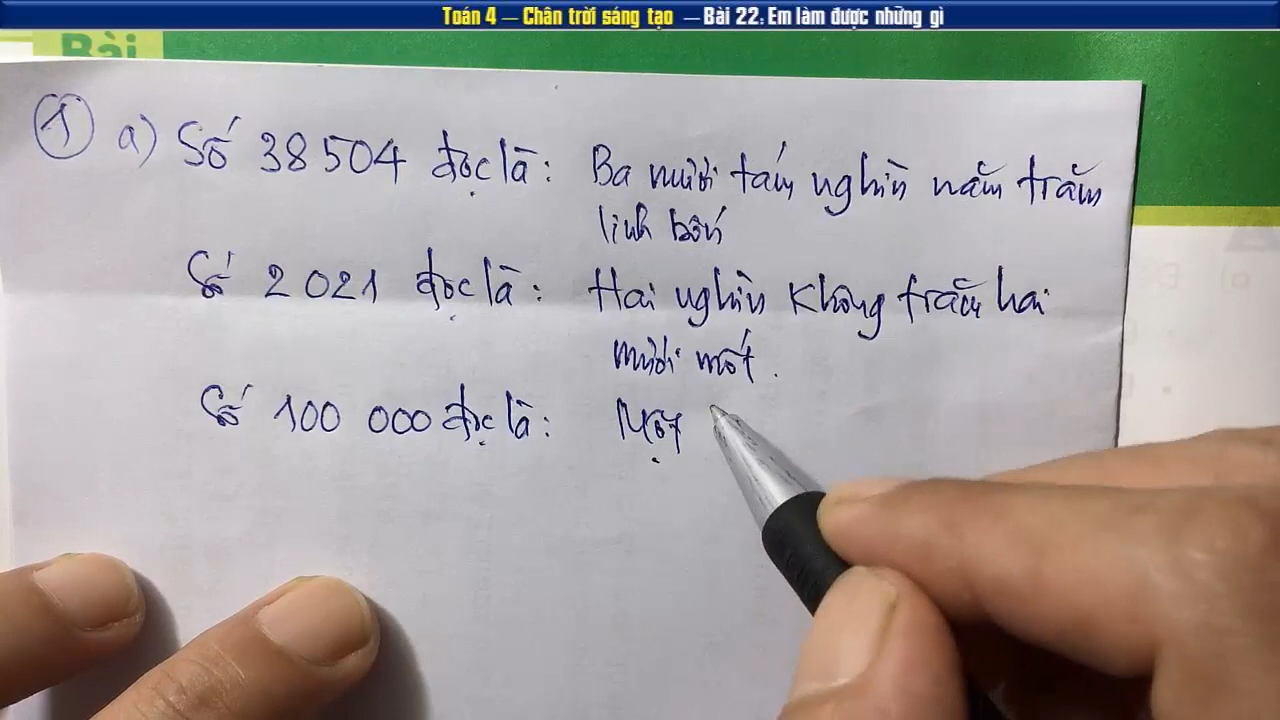 Toán 4 – Chân trời sáng tạo – Bài 22: Em làm được những gì
Bài
1 a) Số 38 504 đọc là: Ba mươi tám nghìn năm trăm
linh bốn
Số 2 021 đọc là: Hai nghìn không trăm hai
mươi mốt.
Số 100 000 đọc là: Một